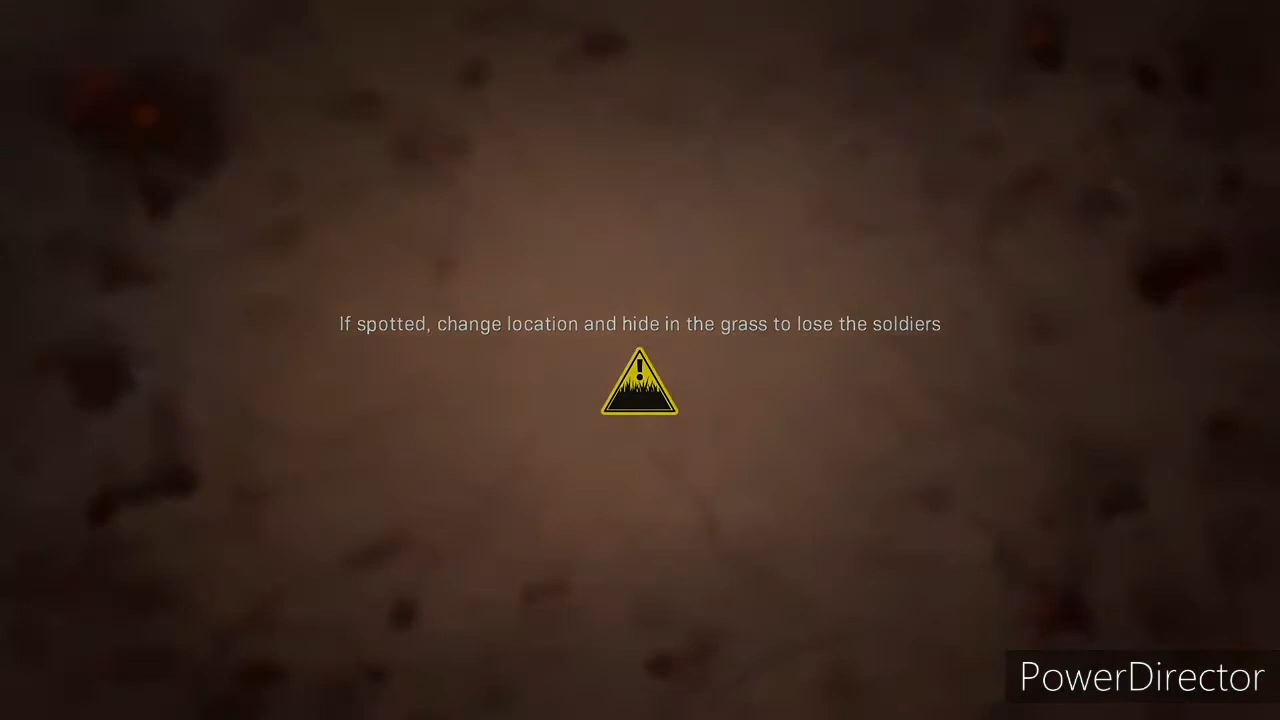 If spotted, change location and hide in the grass to lose the soldiers
!
PowerDirector